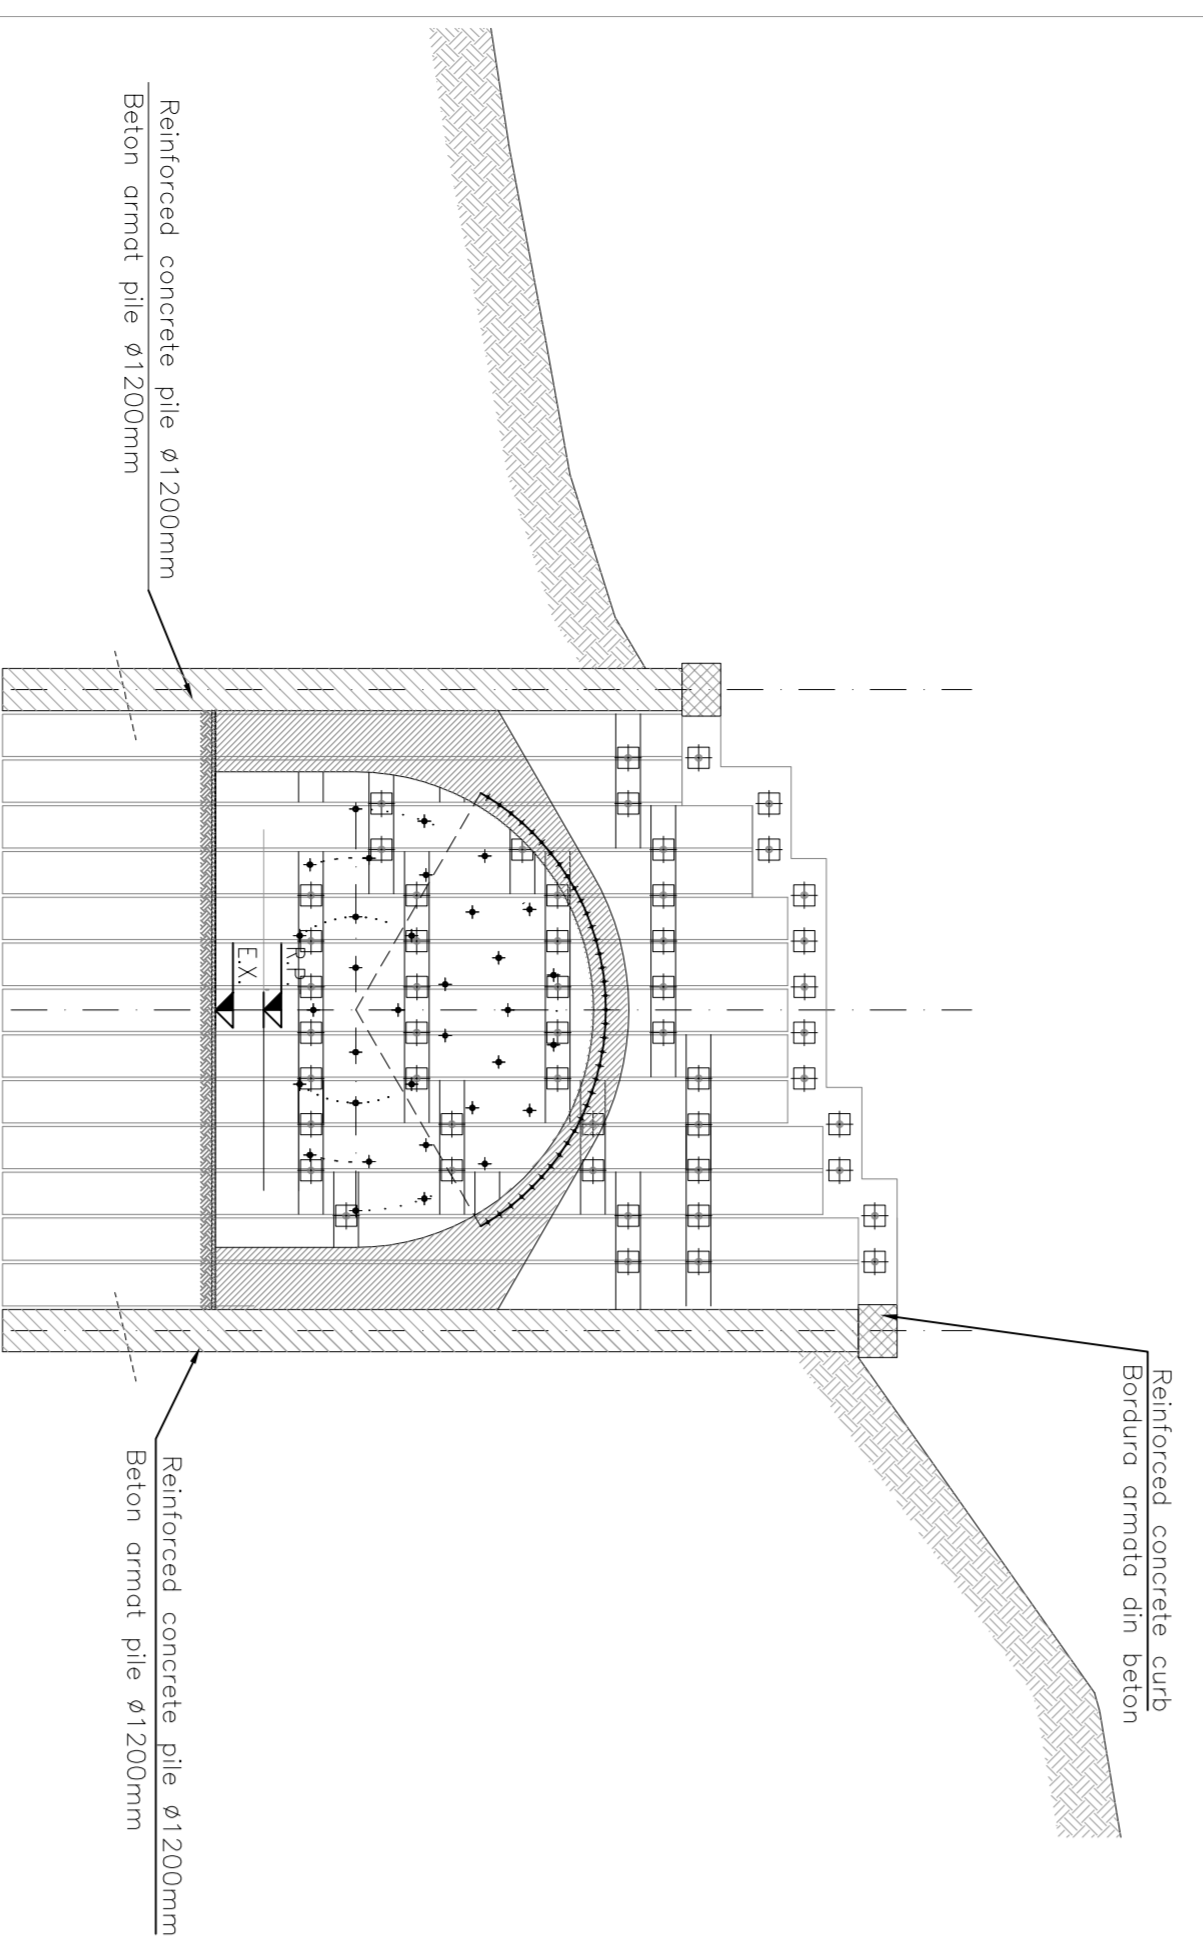 Reinforced concrete curb
Bordura armata din beton
R.P.
E.X.
Reinforced concrete pile Ø1200mm
Beton armat pile Ø1200mm
Reinforced concrete pile Ø1200mm
Beton armat pile Ø1200mm